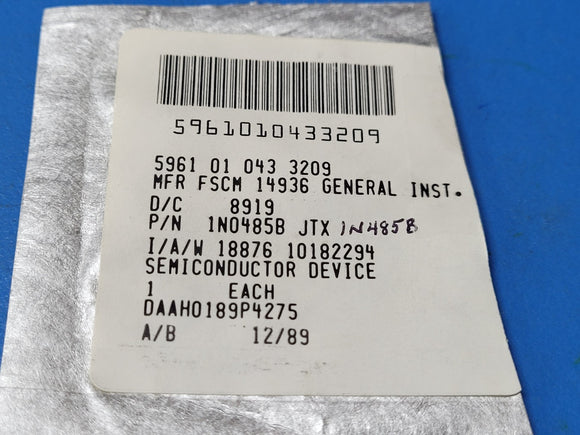 5961010433209
5961 01 043 3209
MFR FSCM 14936 GENERAL INST.
D/C 8919
P/N 1N0485B JTX 1N485B
I/A/W 18876 10182294
SEMICONDUCTOR DEVICE
1 EACH
DAAH0189P4275
A/B 12/89